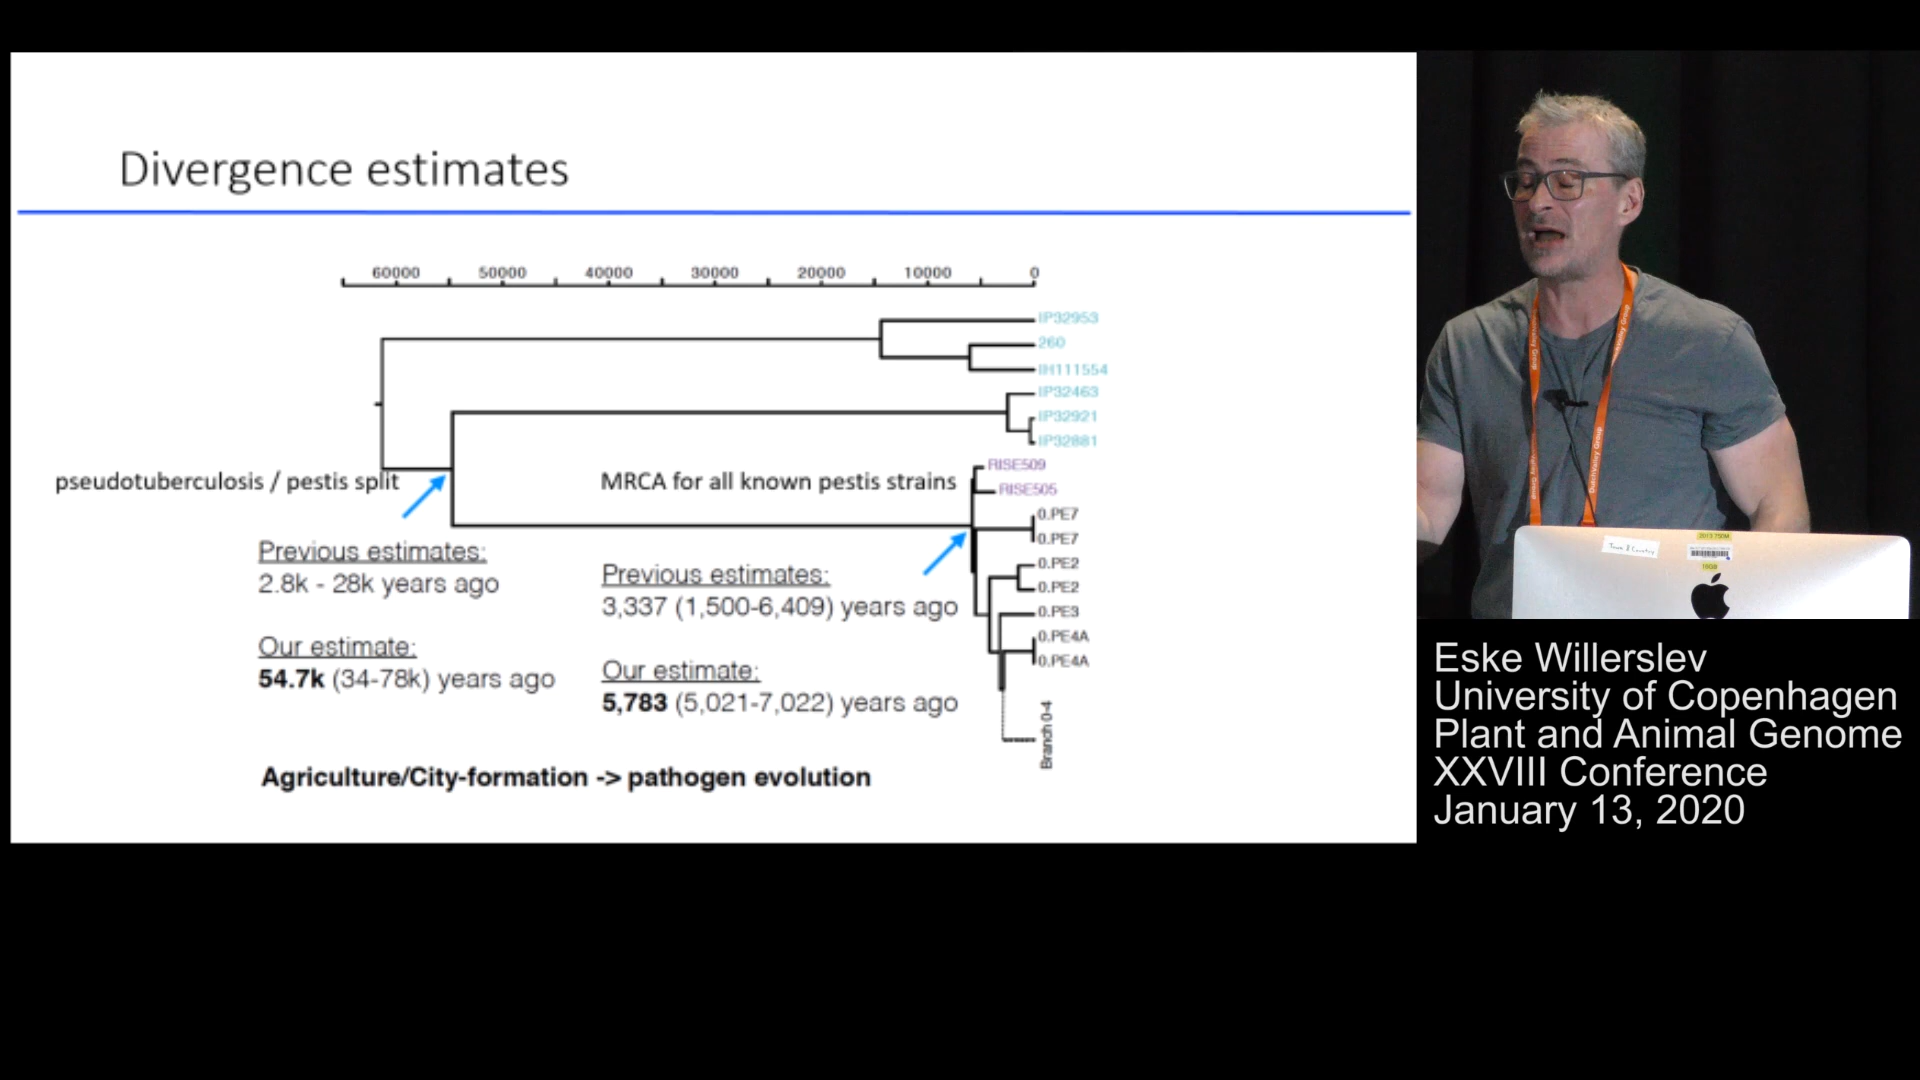 Divergence estimates
60000 50000 40000 30000 20000 10000 0
IP32953
260
IH111554
IP32463
IP32921
IP32881
RISE509
RISE505
0.PE7
0.PE7
0.PE2
0.PE2
0.PE3
0.PE4A
0.PE4A
Branch 0-4
pseudotuberculosis / pestis split
Previous estimates:
2.8k - 28k years ago
Our estimate:
54.7k (34-78k) years ago
MRCA for all known pestis strains
Previous estimates:
3,337 (1,500-6,409) years ago
Our estimate:
5,783 (5,021-7,022) years ago
Agriculture/City-formation -> pathogen evolution
Town & Country
Eske Willerslev
University of Copenhagen
Plant and Animal Genome
XXVIII Conference
January 13, 2020